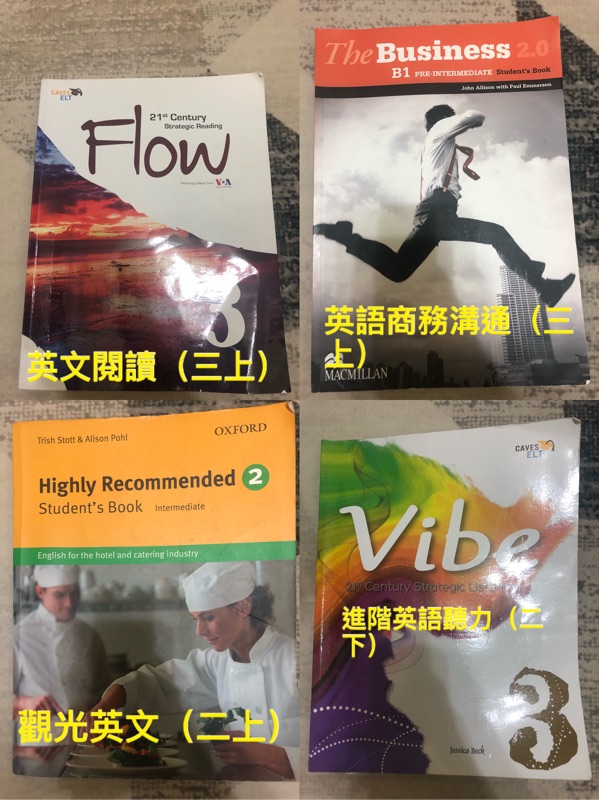 CAVES
ELT
21st Century
Strategic Reading
Flow
Featuring Videos from VOA
3
英文閱讀（三上）
The Business 2.0
B1 PRE-INTERMEDIATE Student's Book
John Allison with Paul Emmerson
英語商務溝通（三
上）
MACMILLAN
Trish Stott & Alison Pohl
OXFORD
Highly Recommended 2
Student's Book Intermediate
English for the hotel and catering industry
觀光英文（二上）
CAVES
ELT
Vibe
21st Century Strategic Listening
進階英語聽力（二
下）
Jessica Beck
3